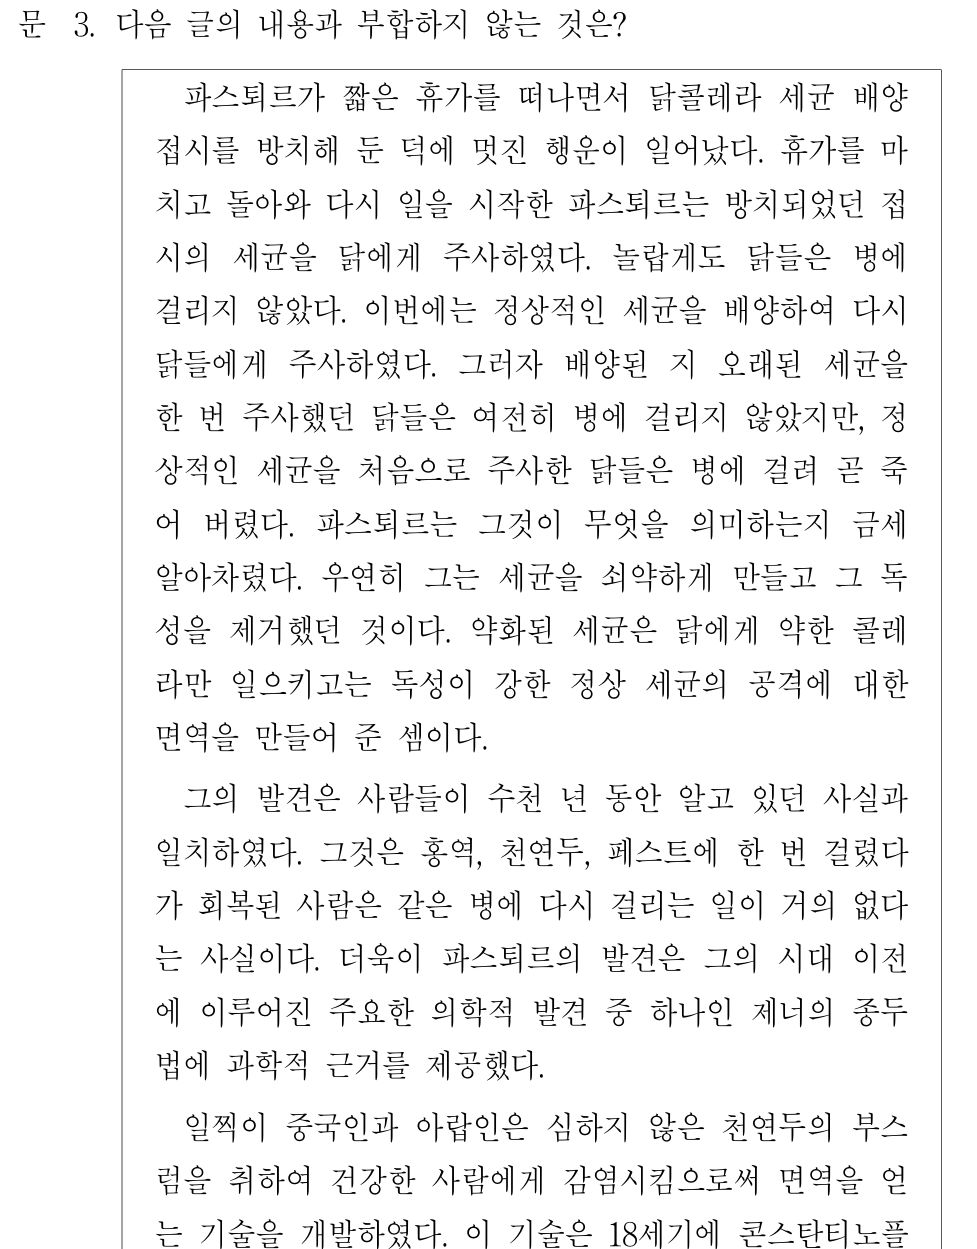 문 3. 다음 글의 내용과 부합하지 않는 것은?
파스퇴르가 짧은 휴가를 떠나면서 닭콜레라 세균 배양
접시를 방치해 둔 덕에 멋진 행운이 일어났다. 휴가를 마
치고 돌아와 다시 일을 시작한 파스퇴르는 방치되었던 접
시의 세균을 닭에게 주사하였다. 놀랍게도 닭들은 병에
걸리지 않았다. 이번에는 정상적인 세균을 배양하여 다시
닭들에게 주사하였다. 그러자 배양된 지 오래된 세균을
한 번 주사했던 닭들은 여전히 병에 걸리지 않았지만, 정
상적인 세균을 처음으로 주사한 닭들은 병에 걸려 곧 죽
어 버렸다. 파스퇴르는 그것이 무엇을 의미하는지 금세
알아차렸다. 우연히 그는 세균을 쇠약하게 만들고 그 독
성을 제거했던 것이다. 약화된 세균은 닭에게 약한 콜레
라만 일으키고는 독성이 강한 정상 세균의 공격에 대한
면역을 만들어 준 셈이다.
그의 발견은 사람들이 수천 년 동안 알고 있던 사실과
일치하였다. 그것은 홍역, 천연두, 페스트에 한 번 걸렸다
가 회복된 사람은 같은 병에 다시 걸리는 일이 거의 없다
는 사실이다. 더욱이 파스퇴르의 발견은 그의 시대 이전
에 이루어진 주요한 의학적 발견 중 하나인 제너의 종두
법에 과학적 근거를 제공했다.
일찍이 중국인과 아랍인은 심하지 않은 천연두의 부스
럼을 취하여 건강한 사람에게 감염시킴으로써 면역을 얻
는 기술을 개발하였다. 이 기술은 18세기에 콘스탄티노플